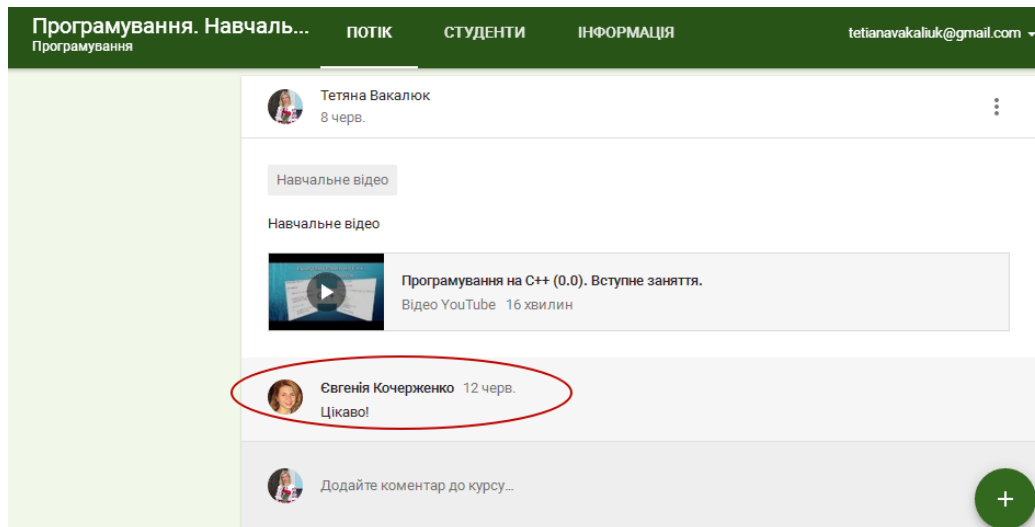 Програмування. Навчаль...
Програмування
ПОТІК СТУДЕНТИ ІНФОРМАЦІЯ
tetianavakaliuk@gmail.com
Тетяна Вакалюк
8 черв.
Навчальне відео
Навчальне відео
Програмування на C++ (0.0). Вступне заняття.
Відео YouTube 16 хвилин
Євгенія Кочерженко 12 черв.
Цікаво!
Додайте коментар до курсу...